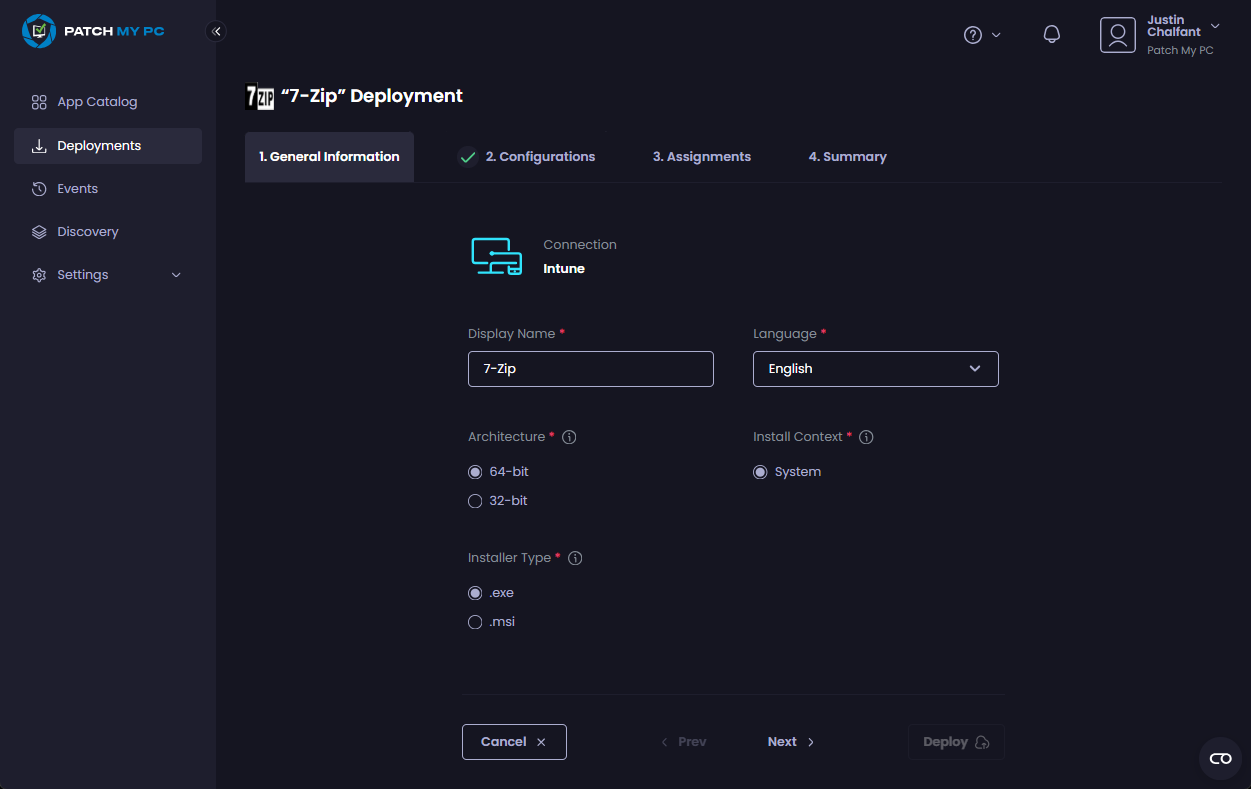 PATCH MY PC
Justin
Chalfant
Patch My PC
App Catalog
Deployments
Events
Discovery
Settings
7ZIP “7-Zip” Deployment
1. General Information
2. Configurations
3. Assignments
4. Summary
Connection
Intune
Display Name *
7-Zip
Language *
English
Architecture *
64-bit
32-bit
Install Context *
System
Installer Type *
.exe
.msi
Cancel
Prev
Next
Deploy